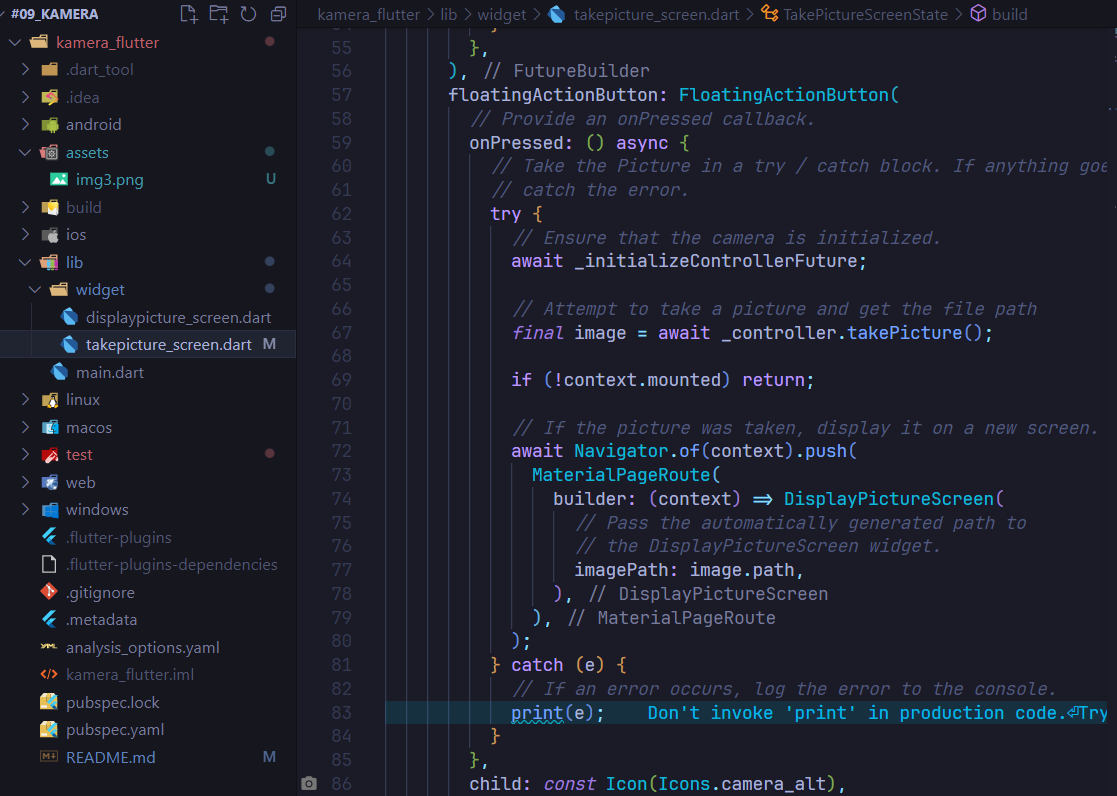 #09_KAMERA
kamera_flutter
.dart_tool
.idea
android
assets
img3.png U
build
ios
lib
widget
displaypicture_screen.dart
takepicture_screen.dart M
main.dart
linux
macos
test
web
windows
.flutter-plugins
.flutter-plugins-dependencies
.gitignore
.metadata
analysis_options.yaml
kamera_flutter.iml
pubspec.lock
pubspec.yaml
README.md M
kamera_flutter > lib > widget > takepicture_screen.dart > TakePictureScreenState > build
55 },
56 ), // FutureBuilder
57 floatingActionButton: FloatingActionButton(
58 // Provide an onPressed callback.
59 onPressed: () async {
60 // Take the Picture in a try / catch block. If anything goe
61 // catch the error.
62 try {
63 // Ensure that the camera is initialized.
64 await _initializeControllerFuture;
65
66 // Attempt to take a picture and get the file path
67 final image = await _controller.takePicture();
68
69 if (!context.mounted) return;
70
71 // If the picture was taken, display it on a new screen.
72 await Navigator.of(context).push(
73 MaterialPageRoute(
74 builder: (context) => DisplayPictureScreen(
75 // Pass the automatically generated path to
76 // the DisplayPictureScreen widget.
77 imagePath: image.path,
78 ), // DisplayPictureScreen
79 ), // MaterialPageRoute
80 );
81 } catch (e) {
82 // If an error occurs, log the error to the console.
83 print(e); Don't invoke 'print' in production code.⏎Try
84 }
85 },
86 child: const Icon(Icons.camera_alt),